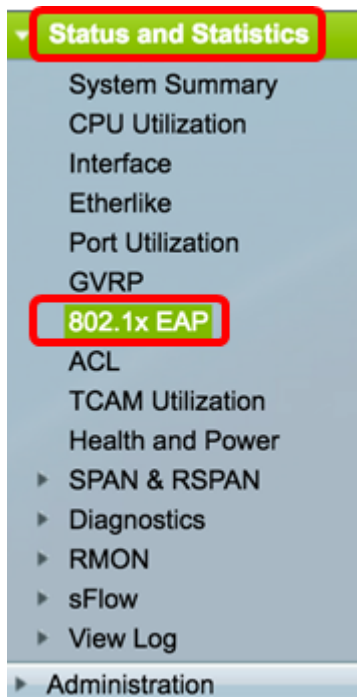 Status and Statistics
System Summary
CPU Utilization
Interface
Etherlike
Port Utilization
GVRP
802.1x EAP
ACL
TCAM Utilization
Health and Power
SPAN & RSPAN
Diagnostics
RMON
sFlow
View Log
Administration